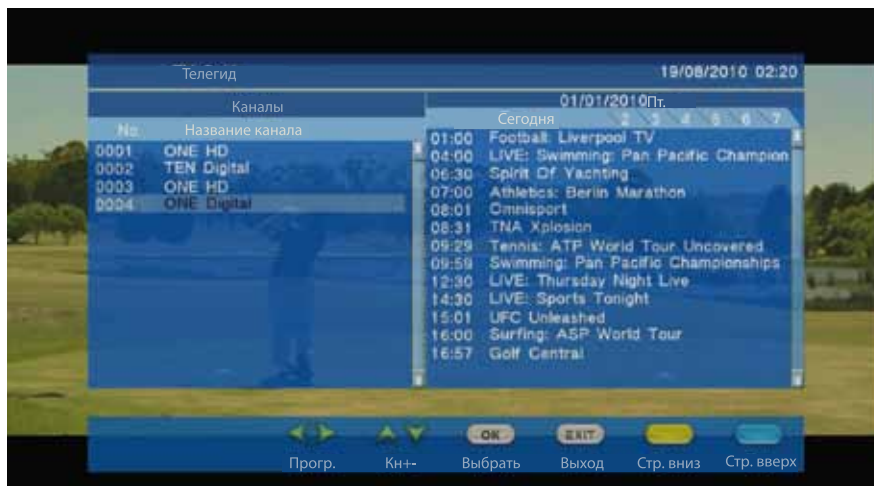 Телегид
19/08/2010 02:20
Каналы
No. Название канала
0001 ONE HD
0002 TEN Digital
0003 ONE HD
0004 ONE Digital
01/01/2010Пт.
Сегодня 2 3 4 5 6 7
01:00 Football: Liverpool TV
04:00 LIVE: Swimming: Pan Pacific Champion
06:30 Spirit Of Yachting
07:00 Athletics: Berlin Marathon
08:01 Omnisport
08:31 TNA Xplosion
09:29 Tennis: ATP World Tour Uncovered
09:59 Swimming: Pan Pacific Championships
12:30 LIVE: Thursday Night Live
14:30 LIVE: Sports Tonight
15:01 UFC Unleashed
16:00 Surfing: ASP World Tour
16:57 Golf Central
OK EXIT
Прогр. Кн+- Выбрать Выход Стр. вниз Стр. вверх